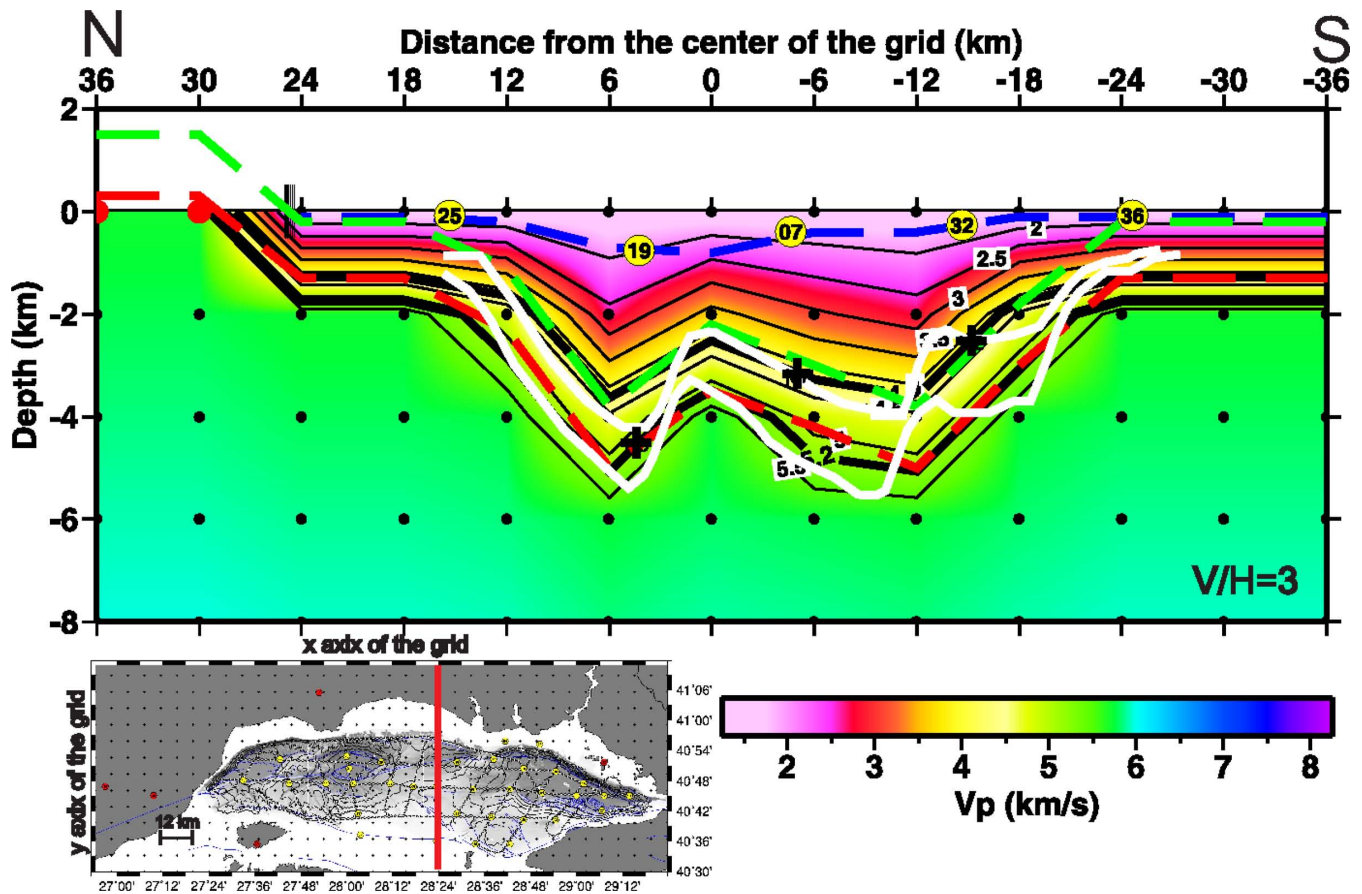 N
S
Distance from the center of the grid (km)
36 30 24 18 12 6 0 -6 -12 -18 -24 -30 -36
Depth (km)
2
0
-2
-4
-6
-8
25 19 07 32 36
2
2.5
3
3.5
5.5
5.2
V/H=3
x axix of the grid
y axix of the grid
12 km
41°06'
41°00'
40°54'
40°48'
40°42'
40°36'
40°30'
27°00' 27°12' 27°24' 27°36' 27°48' 28°00' 28°12' 28°24' 28°36' 28°48' 29°00' 29°12'
2 3 4 5 6 7 8
Vp (km/s)